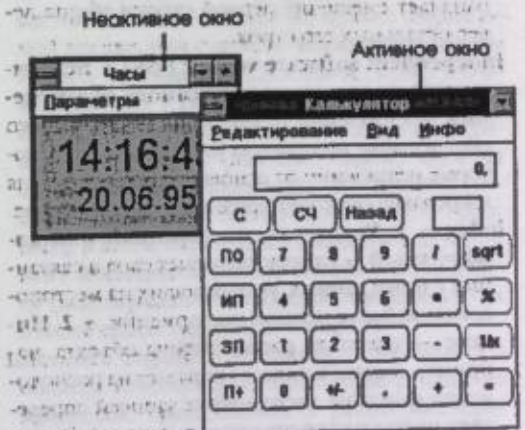 Неактивное окно
Активное окно
Часы
Параметры
14:16:4
20.06.95
Калькулятор
Редактирование Вид Инфо
0,
C СЧ Назад
ПО 7 8 9 / sqrt
ИП 4 5 6 * %
ЗП 1 2 3 - 1/x
П+ 0 +/- , + =